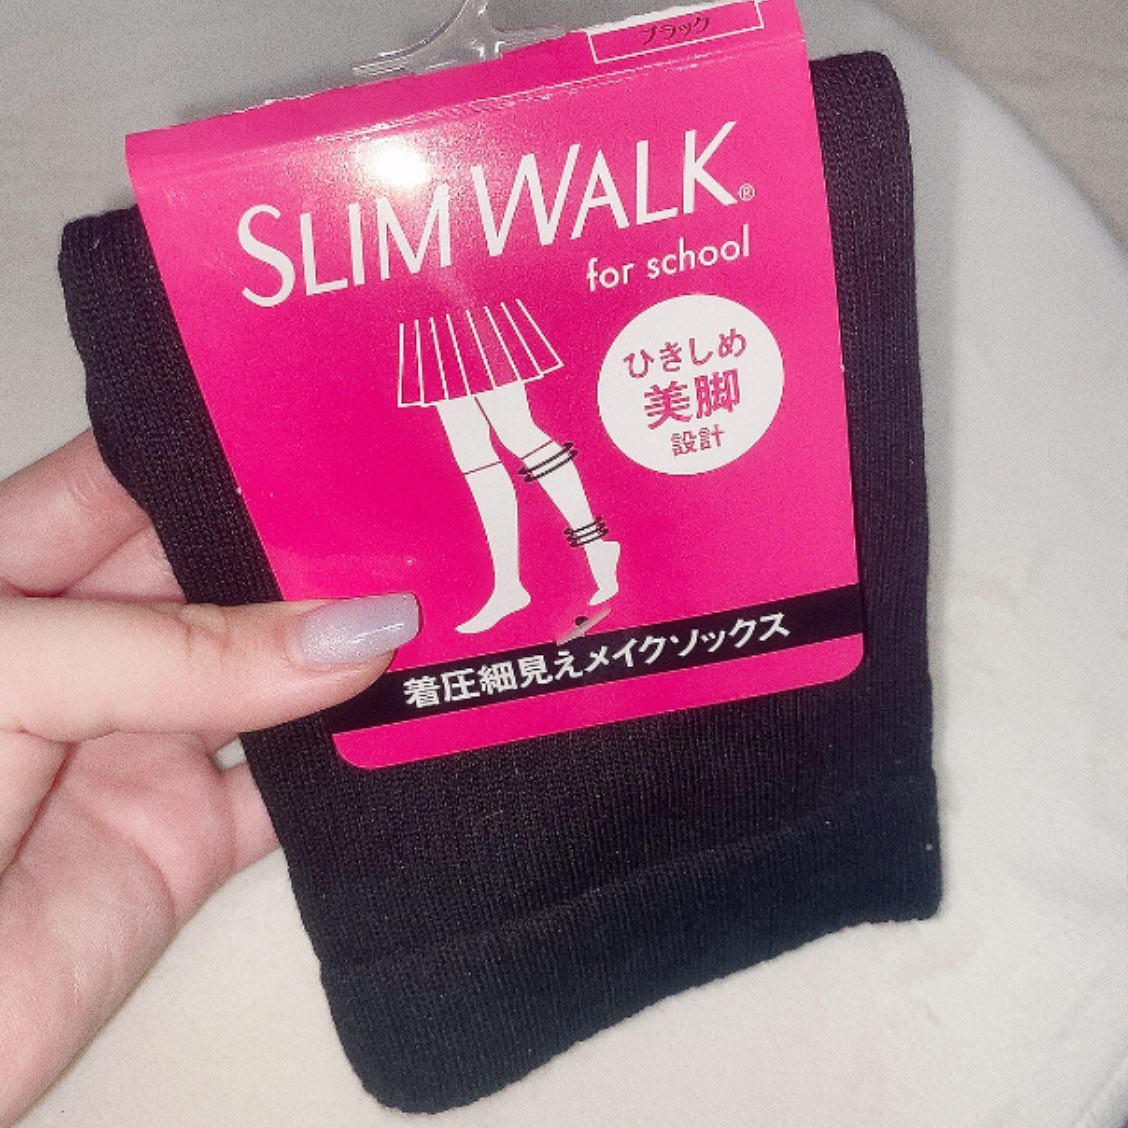 ブラック
SLIM WALK®
for school
ひきしめ
美脚
設計
着圧細見えメイクソックス